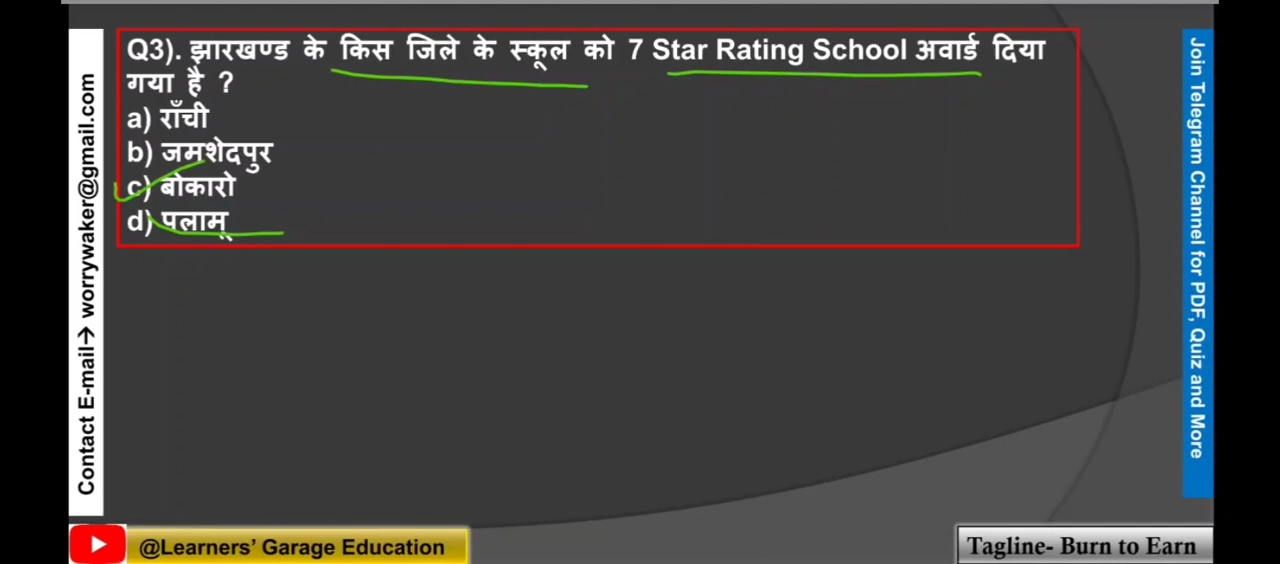 Q3). झारखण्ड के किस जिले के स्कूल को 7 Star Rating School अवार्ड दिया
गया है ?
a) राँची
b) जमशेदपुर
c) बोकारो
d) पलामू
Contact E-mail→ worrywaker@gmail.com
Join Telegram Channel for PDF, Quiz and More
@Learners’ Garage Education
Tagline- Burn to Earn